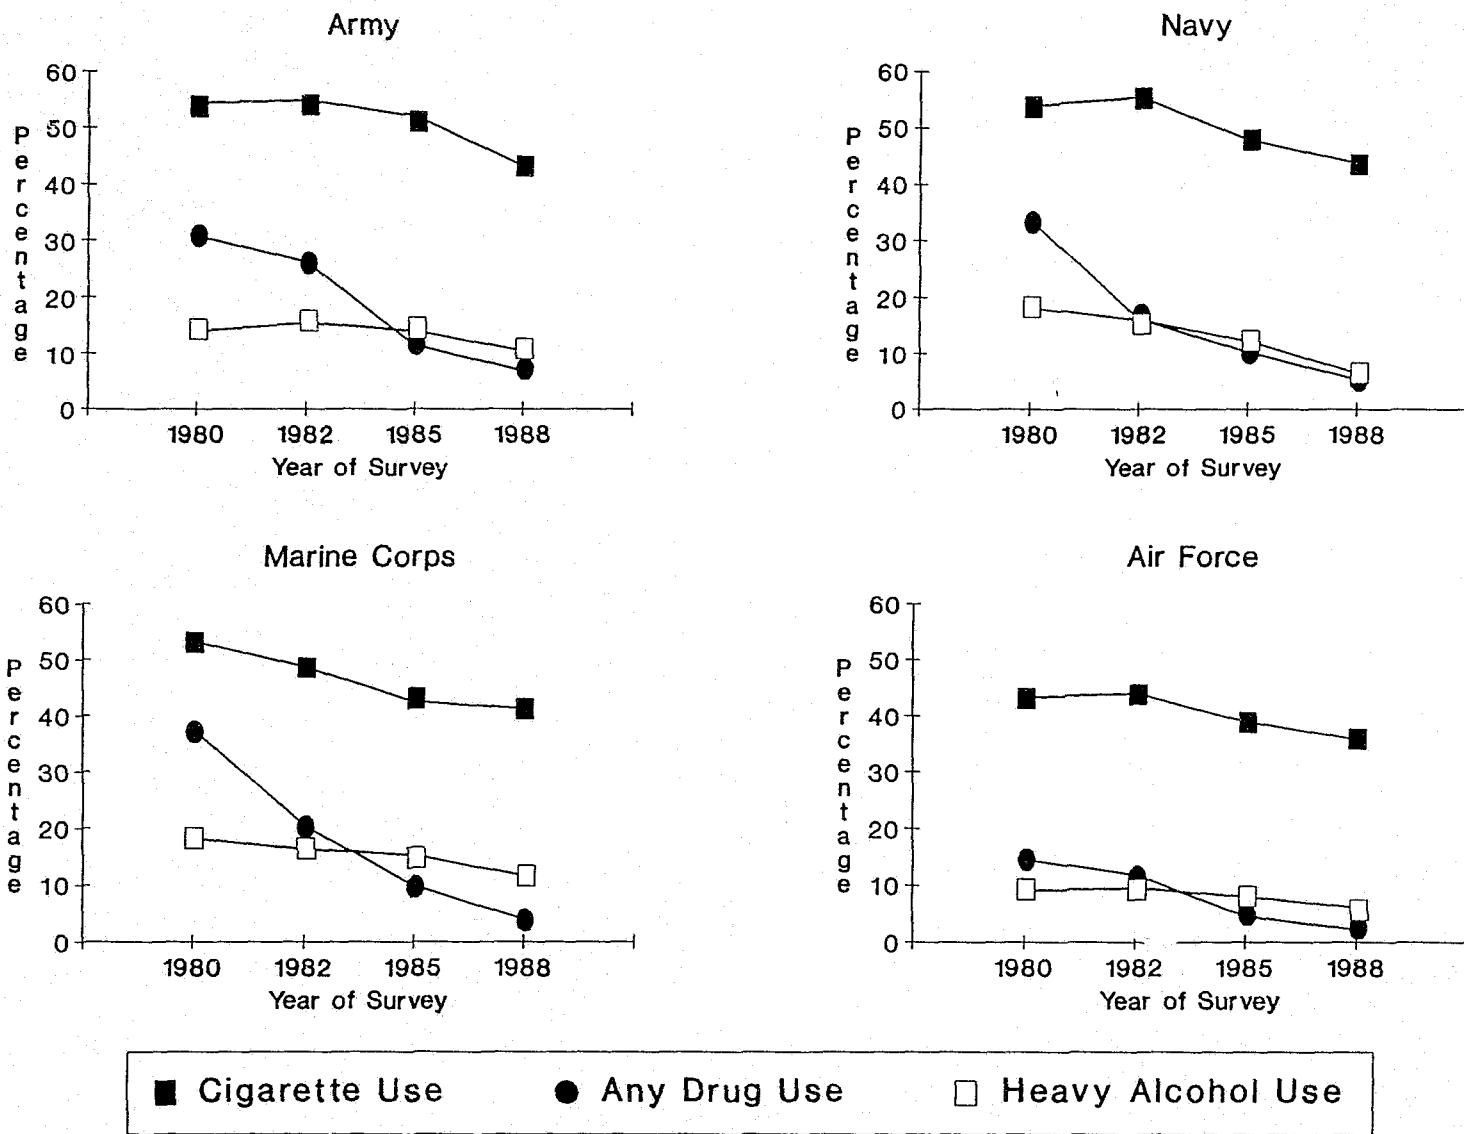 Army
60
50
40
30
20
10
0
Percentage
1980 1982 1985 1988
Year of Survey
Navy
60
50
40
30
20
10
0
Percentage
1980 1982 1985 1988
Year of Survey
Marine Corps
60
50
40
30
20
10
0
Percentage
1980 1982 1985 1988
Year of Survey
Air Force
60
50
40
30
20
10
0
Percentage
1980 1982 1985 1988
Year of Survey
Cigarette Use Any Drug Use Heavy Alcohol Use